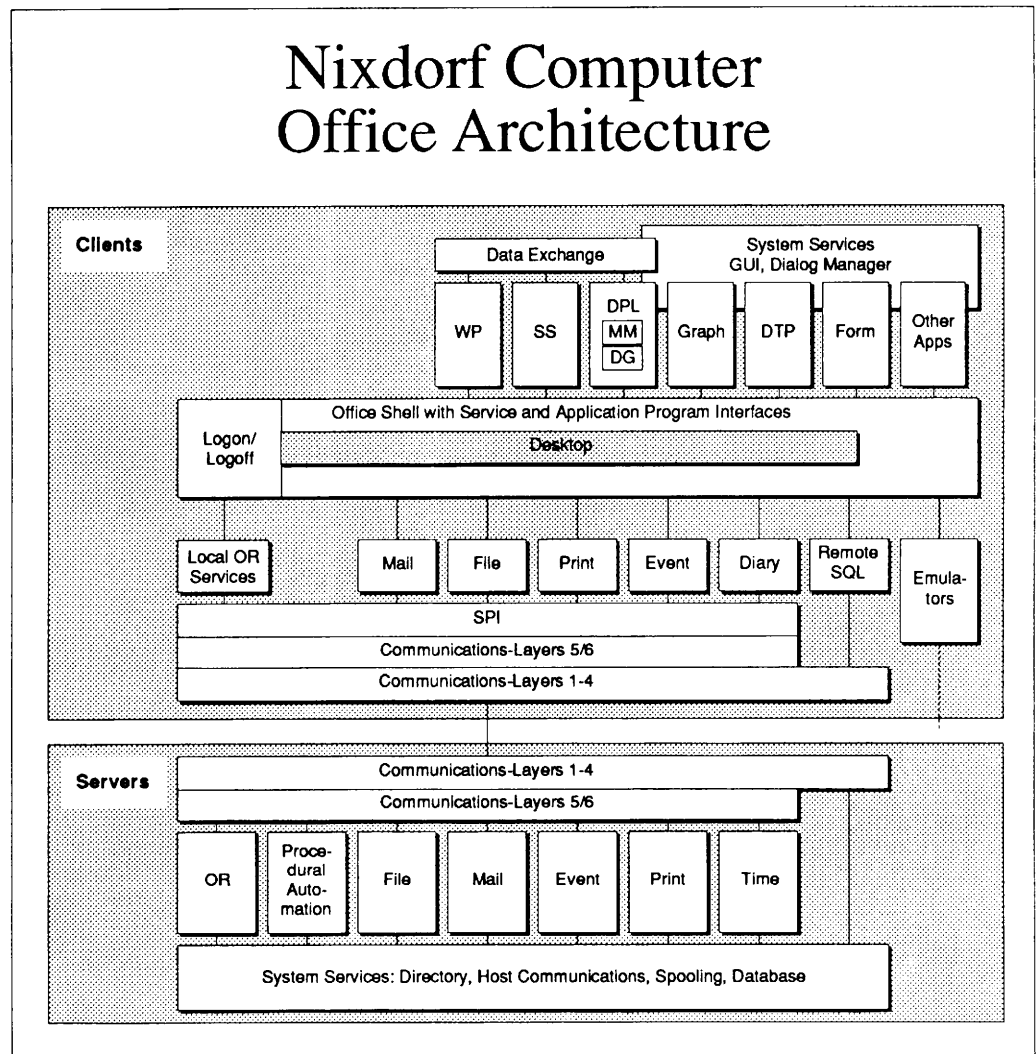 Nixdorf Computer
Office Architecture
Clients
Data Exchange
System Services
GUI, Dialog Manager
WP
SS
DPL
MM
DG
Graph
DTP
Form
Other
Apps
Office Shell with Service and Application Program Interfaces
Logon/
Logoff
Desktop
Local OR
Services
Mail
File
Print
Event
Diary
Remote
SQL
Emula-
tors
SPI
Communications-Layers 5/6
Communications-Layers 1-4
Servers
Communications-Layers 1-4
Communications-Layers 5/6
OR
Proce-
dural
Auto-
mation
File
Mail
Event
Print
Time
System Services: Directory, Host Communications, Spooling, Database